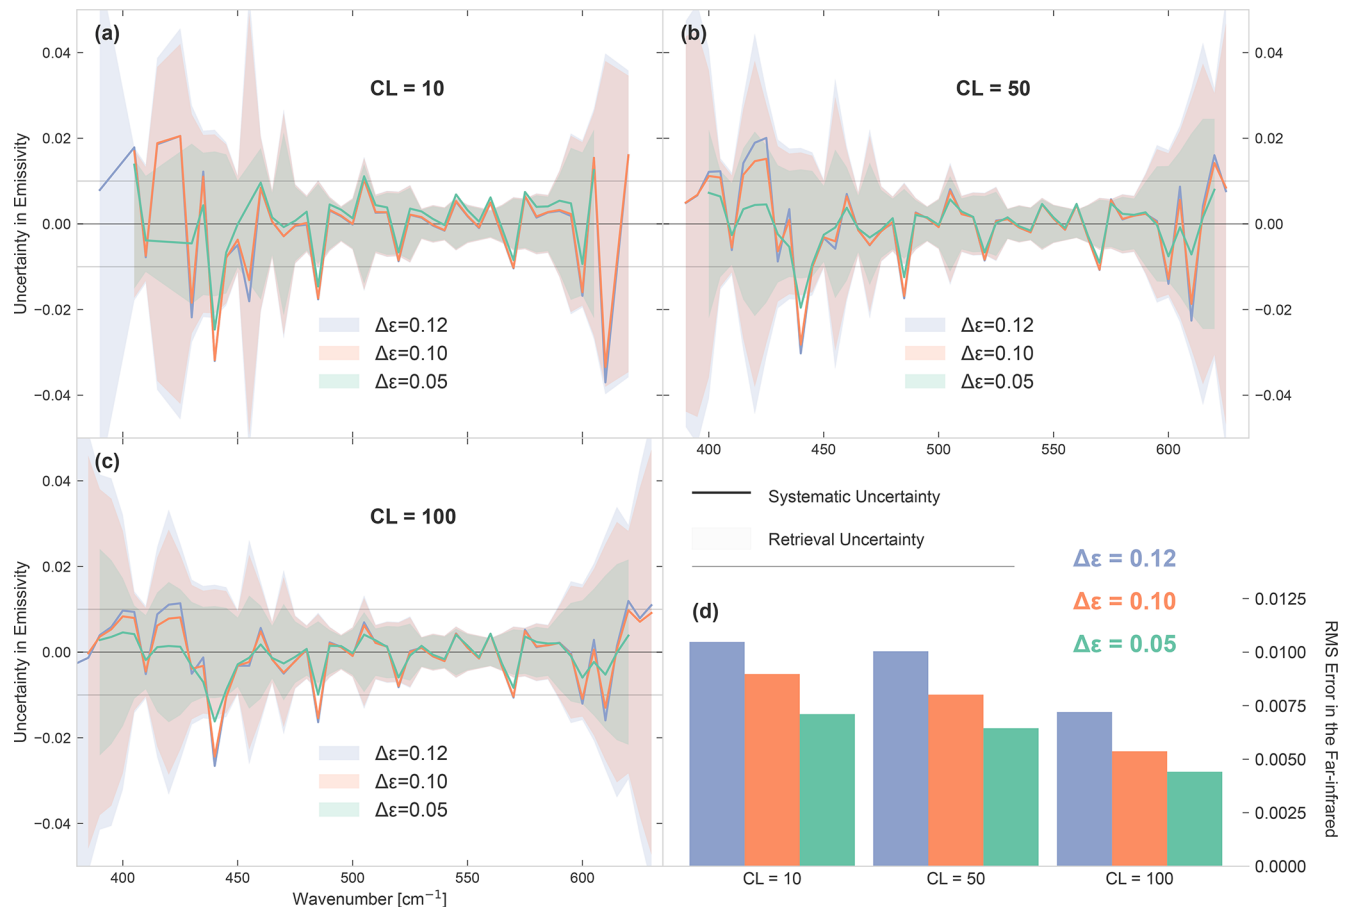 (a)
CL = 10
0.04
0.02
0.00
−0.02
−0.04
Uncertainty in Emissivity
Δε=0.12
Δε=0.10
Δε=0.05
(b)
CL = 50
0.04
0.02
0.00
−0.02
−0.04
Δε=0.12
Δε=0.10
Δε=0.05
400 450 500 550 600
(c)
CL = 100
0.04
0.02
0.00
−0.02
−0.04
Uncertainty in Emissivity
Δε=0.12
Δε=0.10
Δε=0.05
400 450 500 550 600
Wavenumber [cm−1]
Systematic Uncertainty
Retrieval Uncertainty
(d)
Δε = 0.12
Δε = 0.10
Δε = 0.05
0.0125
0.0100
0.0075
0.0050
0.0025
0.0000
RMS Error in the Far-infrared
CL = 10 CL = 50 CL = 100